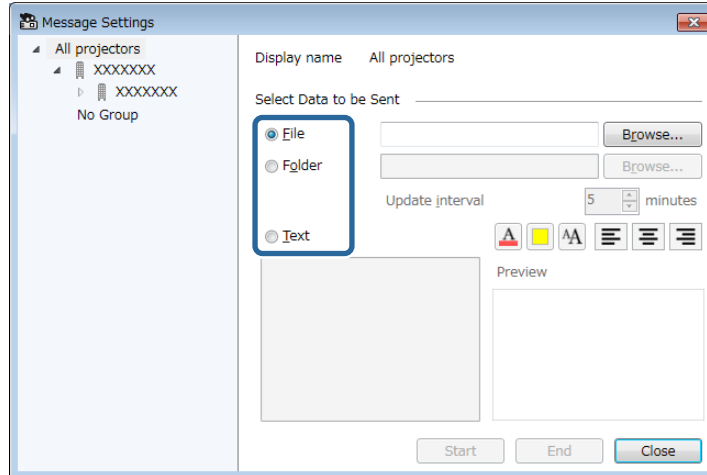 Message Settings
All projectors
XXXXXXX
XXXXXXX
No Group
Display name All projectors
Select Data to be Sent
File Browse...
Folder Browse...
Update interval 5 minutes
Text A AA
Preview
Start End Close